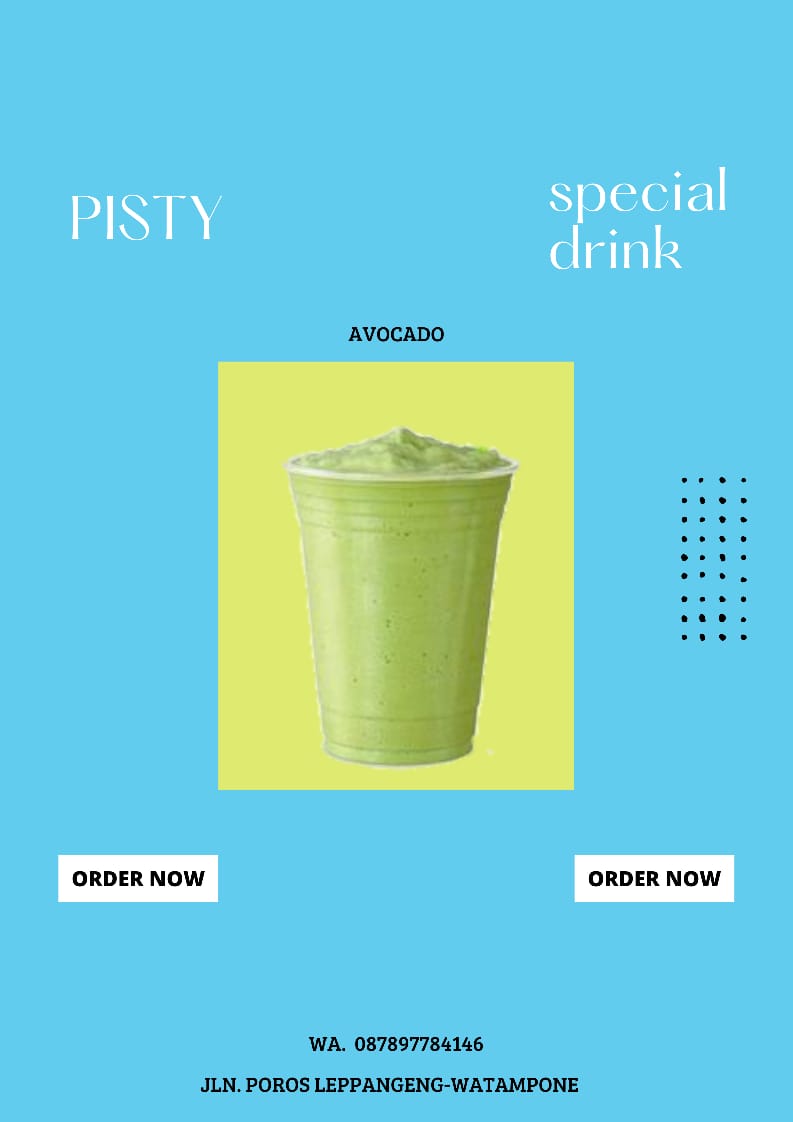 PISTY
special
drink
AVOCADO
ORDER NOW
ORDER NOW
WA.  087897784146
JLN. POROS LEPPANGENG-WATAMPONE